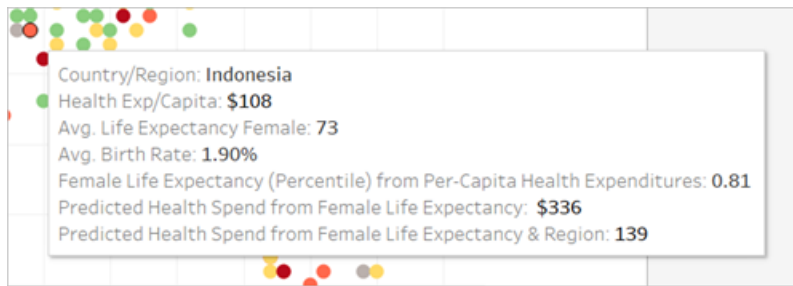 Country/Region: Indonesia
Health Exp/Capita: $108
Avg. Life Expectancy Female: 73
Avg. Birth Rate: 1.90%
Female Life Expectancy (Percentile) from Per-Capita Health Expenditures: 0.81
Predicted Health Spend from Female Life Expectancy: $336
Predicted Health Spend from Female Life Expectancy & Region: 139